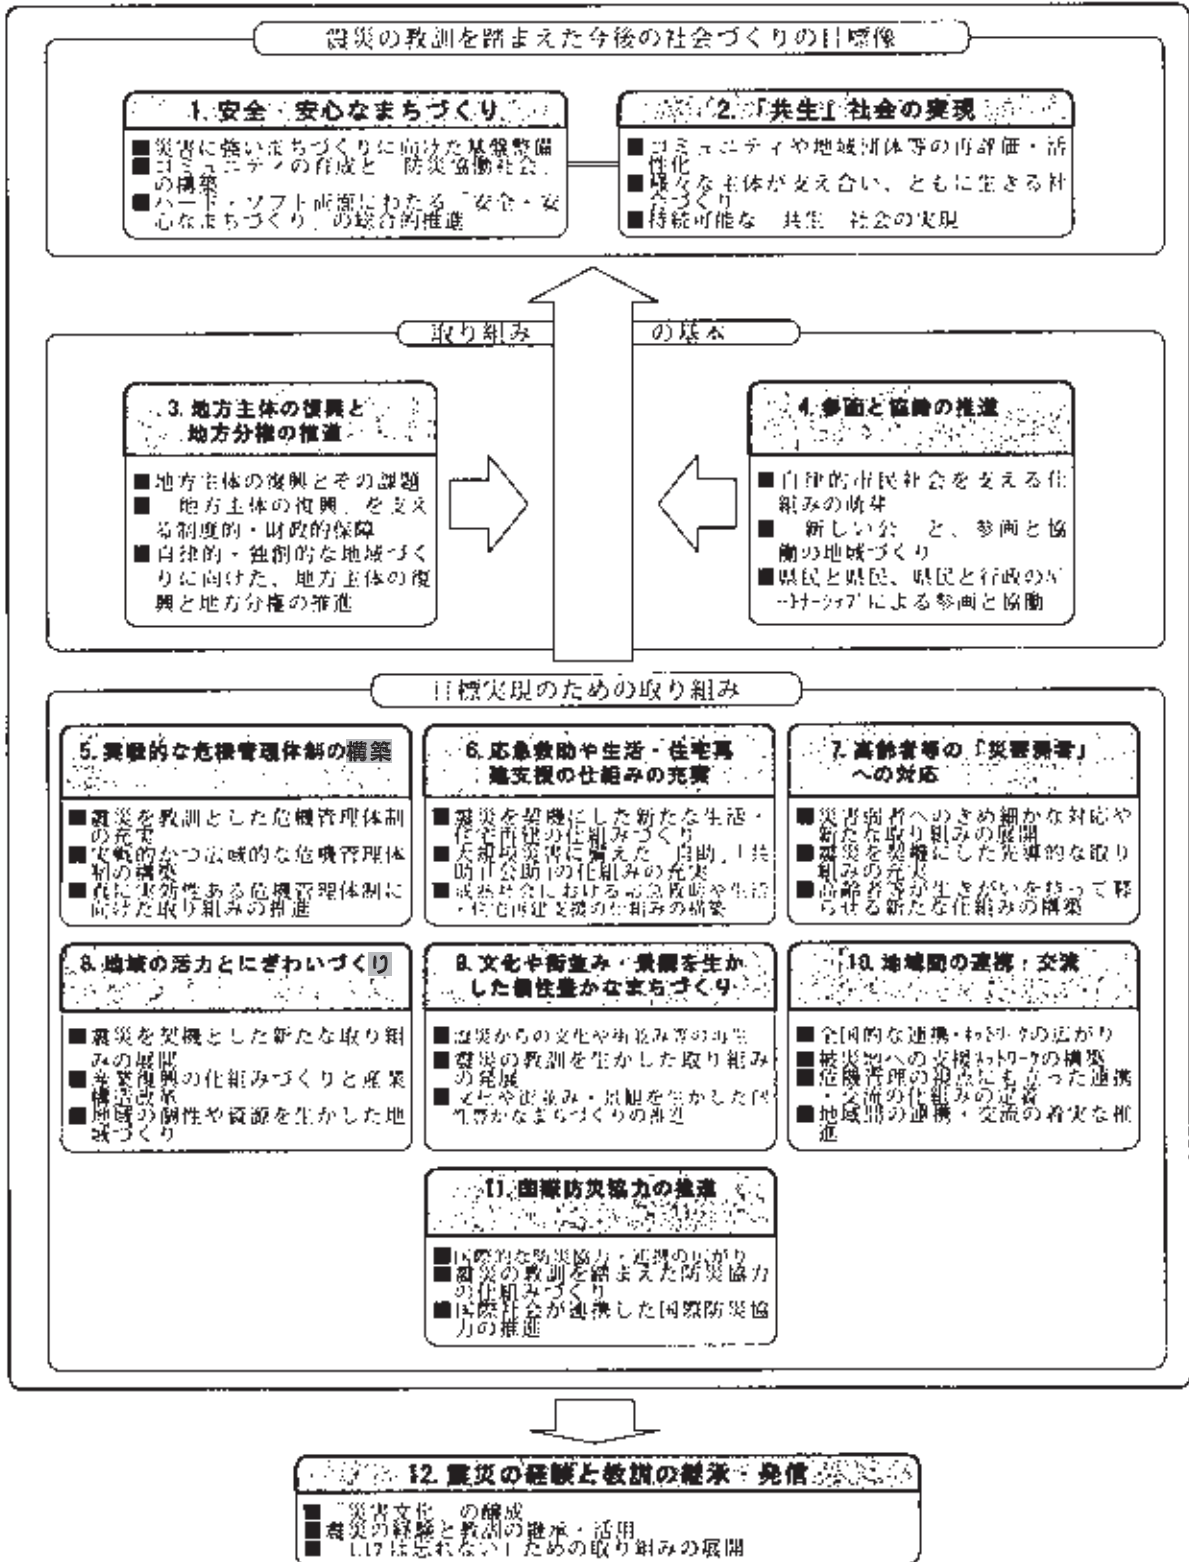 震災の教訓を踏まえた今後の社会づくりの目標像
1. 安全・安心なまちづくり
■災害に強いまちづくりに向けた基盤整備
■コミュニティの育成と「防災協働社会」
の構築
■ハード・ソフト両面にわたる「安全・安
心なまちづくり」の総合的推進
2. 「共生」社会の実現
■コミュニティや地域団体等の再評価・活
性化
■様々な主体が支え合い、ともに生きる社
会づくり
■持続可能な「共生」社会の実現
取り組み の基本
3. 地方主体の復興と
地方分権の推進
■地方主体の復興とその課題
■「地方主体の復興」を支え
る制度的・財政的保障
■自律的・独創的な地域づく
りに向けた、地方主体の復
興と地方分権の推進
4. 参画と協働の推進
■自律的市民社会を支える仕
組みの萌芽
■「新しい公」と、参画と協
働の地域づくり
■県民と県民、県民と行政のパ
ートナーシップによる参画と協働
目標実現のための取り組み
5. 実戦的な危機管理体制の構築
■震災を教訓とした危機管理体制
の充実
■実戦的かつ広域的な危機管理体
制の構築
■真に実効性ある危機管理体制に
向けた取り組みの推進
6. 応急救助や生活・住宅再
建支援の仕組みの充実
■震災を契機にした新たな生活・
住宅再建の仕組みづくり
■大規模災害に備えた「自助」「共
助」「公助」の仕組みの充実
■成熟社会における応急救助や生活
・住宅再建支援の仕組みの構築
7. 高齢者等の「災害弱者」
への対応
■災害弱者へのきめ細かな対応や
新たな取り組みの展開
■震災を契機にした先導的な取り
組みの充実
■高齢者等が生きがいを持って暮
らせる新たな仕組みの構築
8. 地域の活力とにぎわいづくり
■震災を契機とした新たな取り組
みの展開
■産業復興の仕組みづくりと産業
構造改革
■地域の個性や資源を生かした地
域づくり
9. 文化や街並み・景観を生か
した個性豊かなまちづくり
■震災からの文化や街並み等の再生
■震災の教訓を生かした取り組み
の発展
■文化や街並み・景観を生かした個
性豊かなまちづくりの推進
10. 地域間の連携・交流
■全国的な連携・ネットワークの広がり
■被災地への支援ネットワークの構築
■危機管理の視点にも立った連携
・交流の仕組みの定着
■地域間の連携・交流の着実な推
進
11. 国際防災協力の推進
■国際的な防災協力・連携の広がり
■震災の教訓を踏まえた防災協力
の仕組みづくり
■国際社会が連携した国際防災協
力の推進
12. 震災の経験と教訓の継承・発信
■「災害文化」の醸成
■震災の経験と教訓の継承・活用
■「1.17は忘れない」ための取り組みの展開